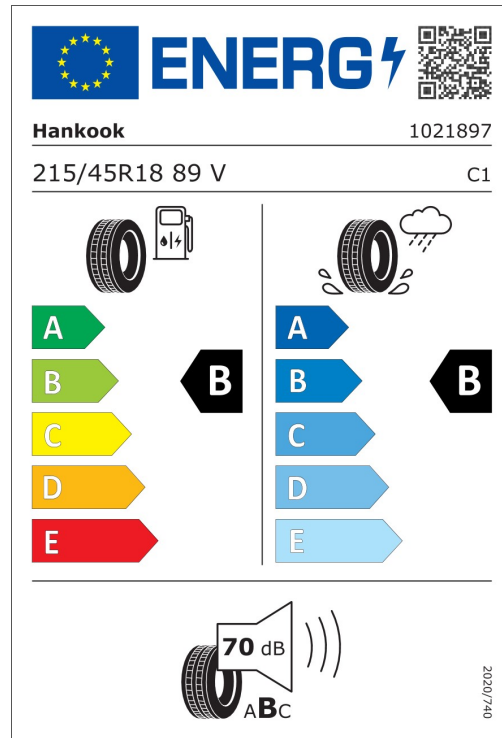 ENERG
Hankook 1021897
215/45R18 89 V C1
A A
B B B B
C C
D D
E E
70 dB
ABC
2020/740